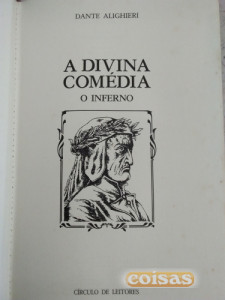 DANTE ALIGHIERI
A DIVINA
COMÉDIA
O INFERNO
CÍRCULO DE LEITORES
coisas